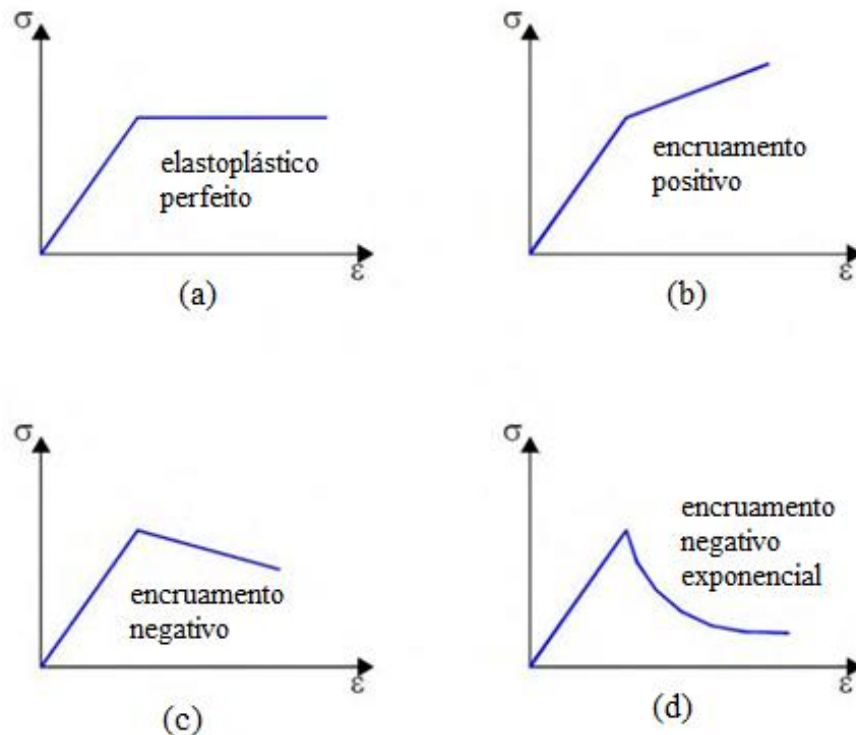 σ
elastoplástico
perfeito
ε
(a)
σ
encruamento
positivo
ε
(b)
σ
encruamento
negativo
ε
(c)
σ
encruamento
negativo
exponencial
ε
(d)